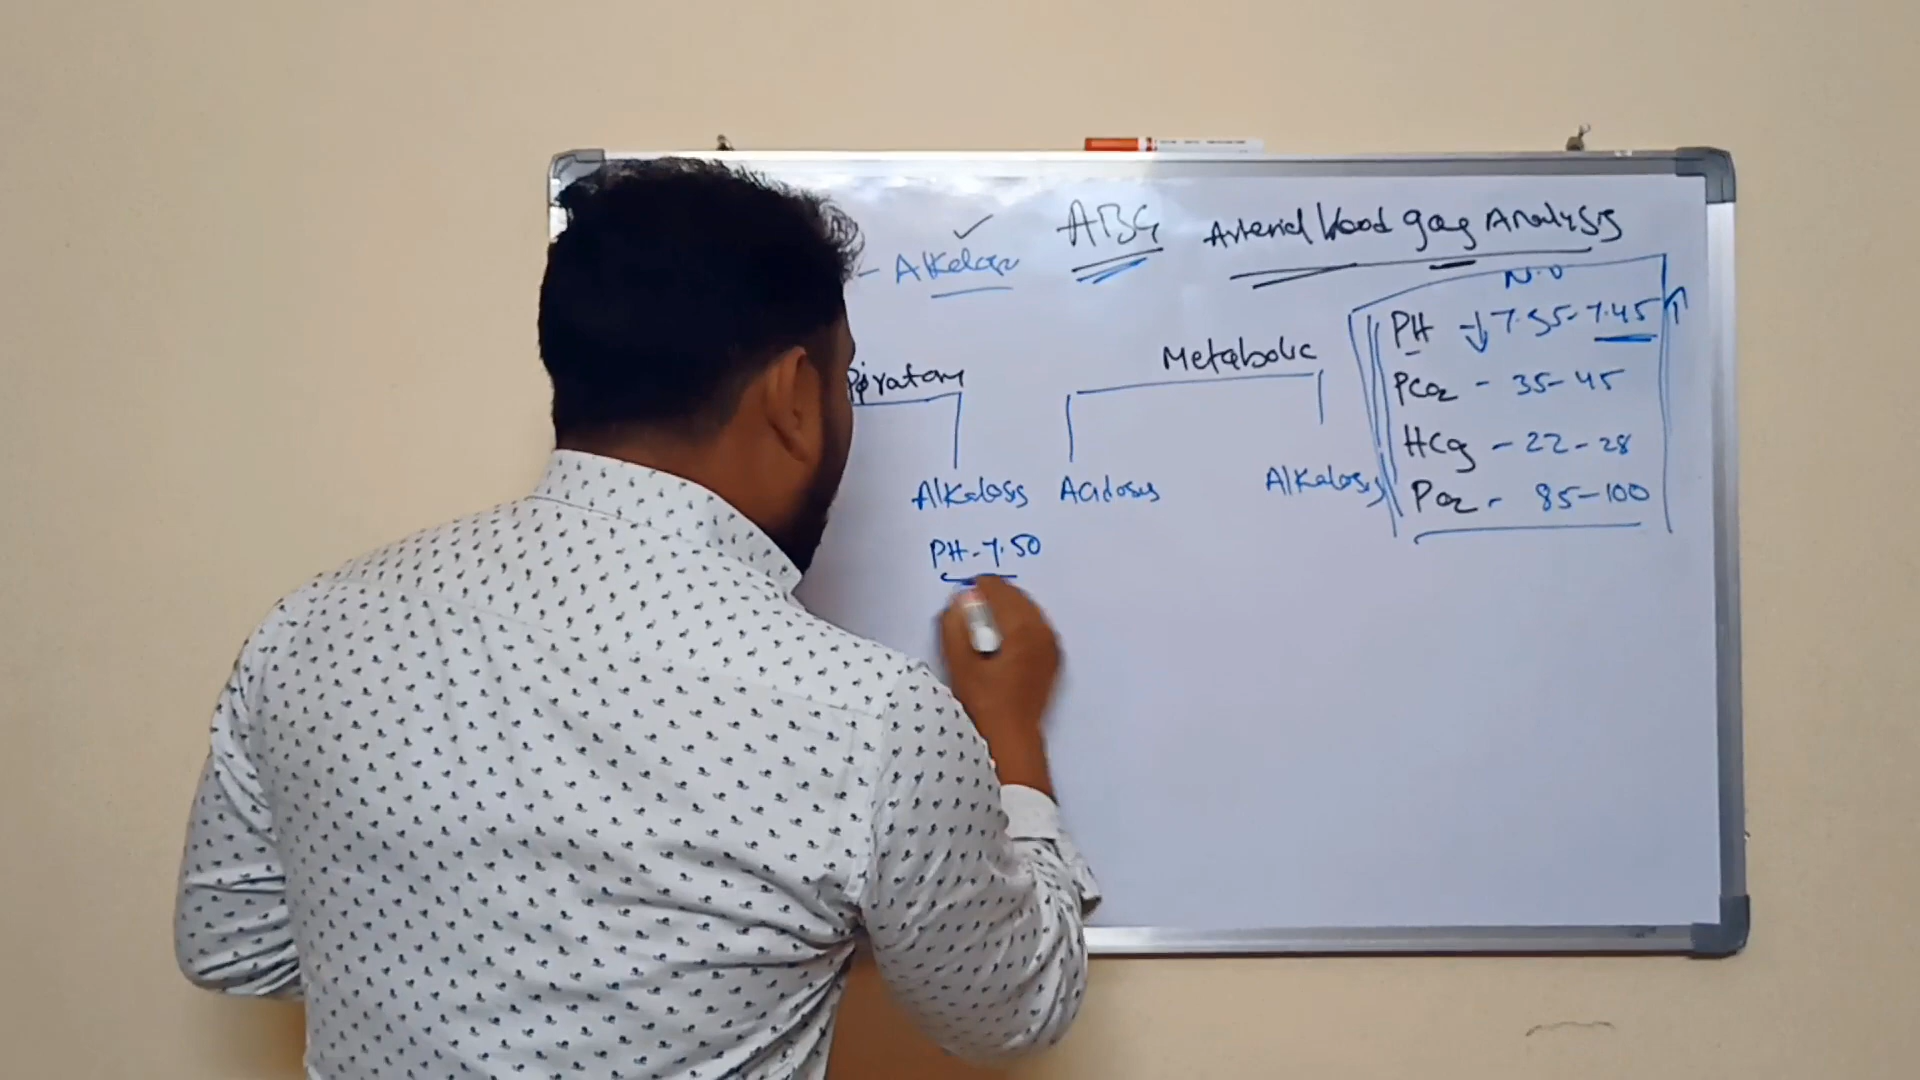 ABG Arterial blood gas Analysis
- Alkalosis
N.V
PH - ↓ 7.35-7.45 ↑
PCO2 - 35-45
HCO3 - 22-28
PO2 - 85-100
piratory
Metabolic
Alkalosis
Acidosis
Alkalosis
PH-7.50